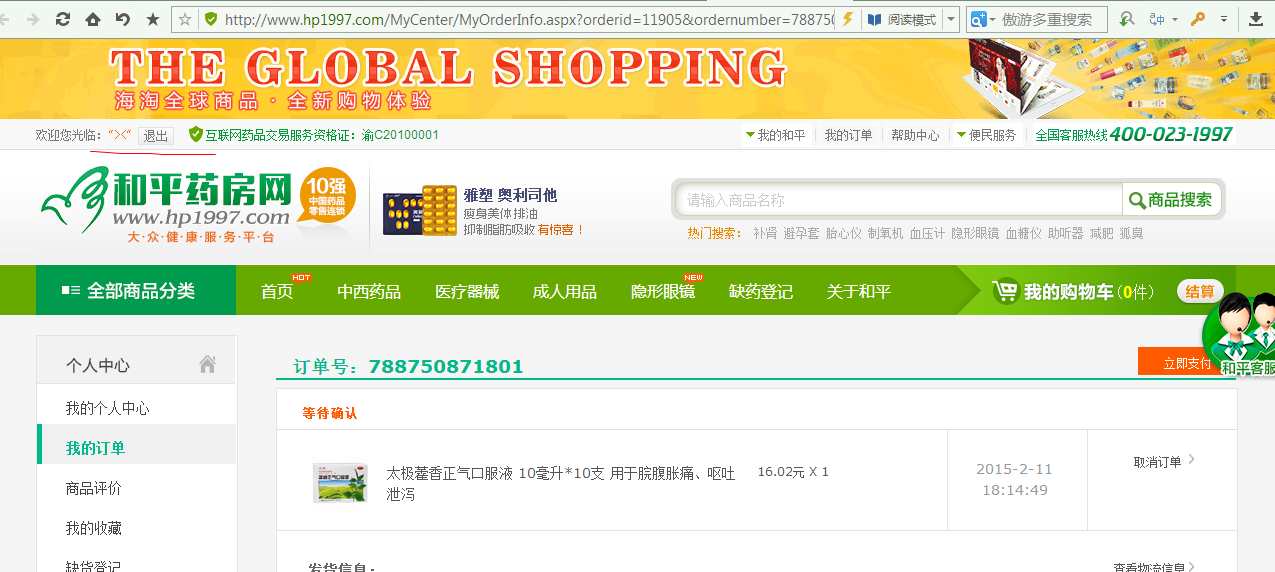 http://www.hp1997.com/MyCenter/MyOrderInfo.aspx?orderid=11905&ordernumber=78875
阅读模式
傲游多重搜索
THE GLOBAL SHOPPING
海淘全球商品·全新购物体验
欢迎您光临：
退出
互联网药品交易服务资格证：渝C20100001
我的和平
我的订单
帮助中心
便民服务
全国客服热线400-023-1997
和平药房网
www.hp1997.com
大·众·健·康·服·务·平·台
10强
中国药品
零售连锁
雅塑 奥利司他
瘦身美体 排油
抑制脂肪吸收 有惊喜！
请输入商品名称
商品搜索
热门搜索： 补肾 避孕套 胎心仪 制氧机 血压计 隐形眼镜 血糖仪 助听器 减肥 狐臭
全部商品分类
首页
HOT
中西药品
医疗器械
成人用品
隐形眼镜
NEW
缺药登记
关于和平
我的购物车(0件)
结算
和平客服
个人中心
我的个人中心
我的订单
商品评价
我的收藏
缺货登记
订单号：788750871801
立即支付
等待确认
太极藿香正气口服液 10毫升*10支 用于脘腹胀痛、呕吐
泄泻
16.02元 X 1
2015-2-11
18:14:49
取消订单
发货信息：
查看物流信息